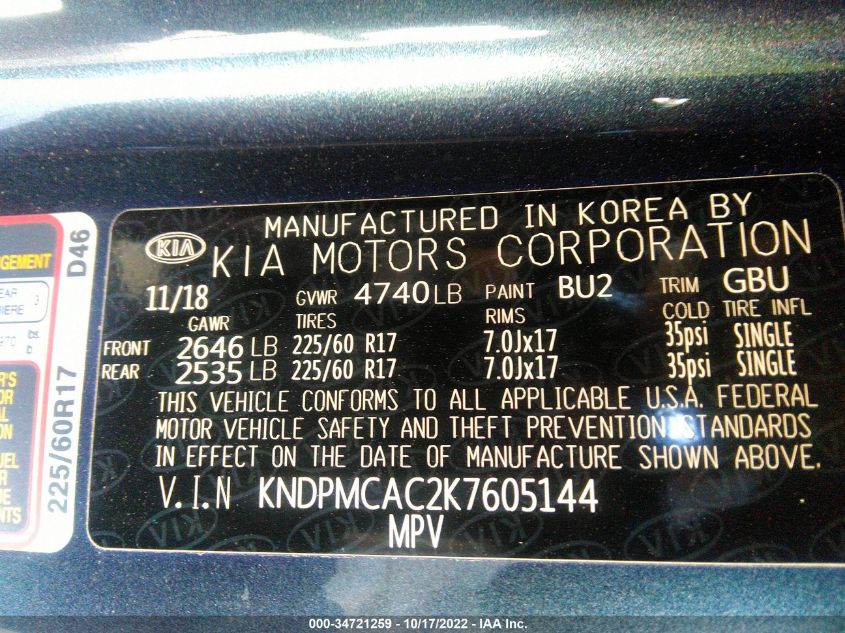 MANUFACTURED IN KOREA BY
KIA KIA MOTORS CORPORATION
11/18 GVWR 4740LB PAINT BU2 TRIM GBU
GAWR TIRES RIMS COLD TIRE INFL
FRONT 2646 LB 225/60 R17 7.0Jx17 35psi SINGLE
REAR 2535 LB 225/60 R17 7.0Jx17 35psi SINGLE
THIS VEHICLE CONFORMS TO ALL APPLICABLE U.S.A. FEDERAL
MOTOR VEHICLE SAFETY AND THEFT PREVENTION STANDARDS
IN EFFECT ON THE DATE OF MANUFACTURE SHOWN ABOVE.
V.I.N KNDPMCAC2K7605144
MPV
225/60R17 D46
000-34721259 - 10/17/2022 - IAA Inc.